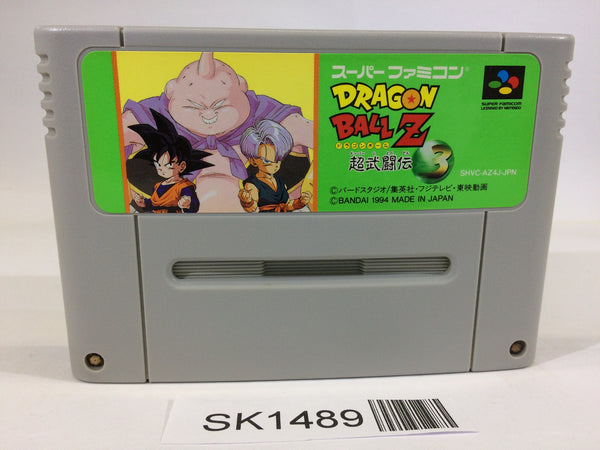 スーパーファミコン®
DRAGON
BALL Z
ドラゴンボール
超武闘伝3
SUPER FAMICOM
LICENSED BY NINTENDO
SHVC-AZ4J-JPN
©バードスタジオ/集英社・フジテレビ・東映動画
©BANDAI 1994 MADE IN JAPAN
SK1489